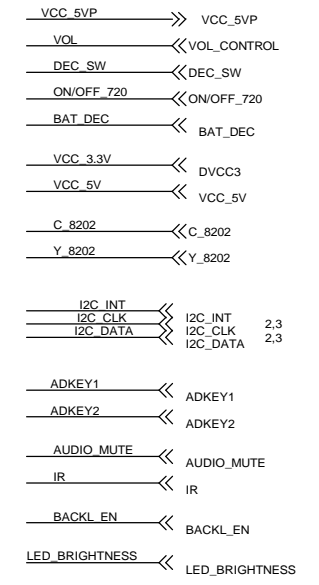 VCC_5VP VCC_5VP
VOL VOL_CONTROL
DEC_SW DEC_SW
ON/OFF_720 ON/OFF_720
BAT_DEC BAT_DEC
VCC_3.3V DVCC3
VCC_5V VCC_5V
C_8202 C_8202
Y_8202 Y_8202
I2C_INT I2C_INT
I2C_CLK I2C_CLK 2,3
I2C_DATA I2C_DATA 2,3
ADKEY1 ADKEY1
ADKEY2 ADKEY2
AUDIO_MUTE AUDIO_MUTE
IR IR
BACKL_EN BACKL_EN
LED_BRIGHTNESS LED_BRIGHTNESS